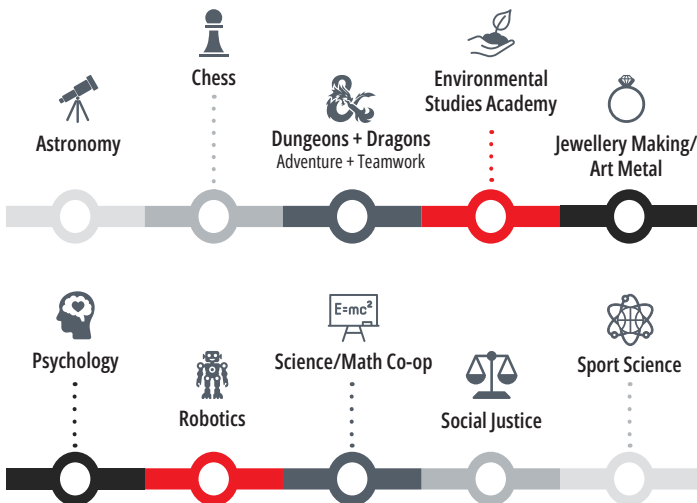 Astronomy
Chess
Dungeons + Dragons
Adventure + Teamwork
Environmental
Studies Academy
Jewellery Making/
Art Metal
Psychology
Robotics
E=mc²
Science/Math Co-op
Social Justice
Sport Science